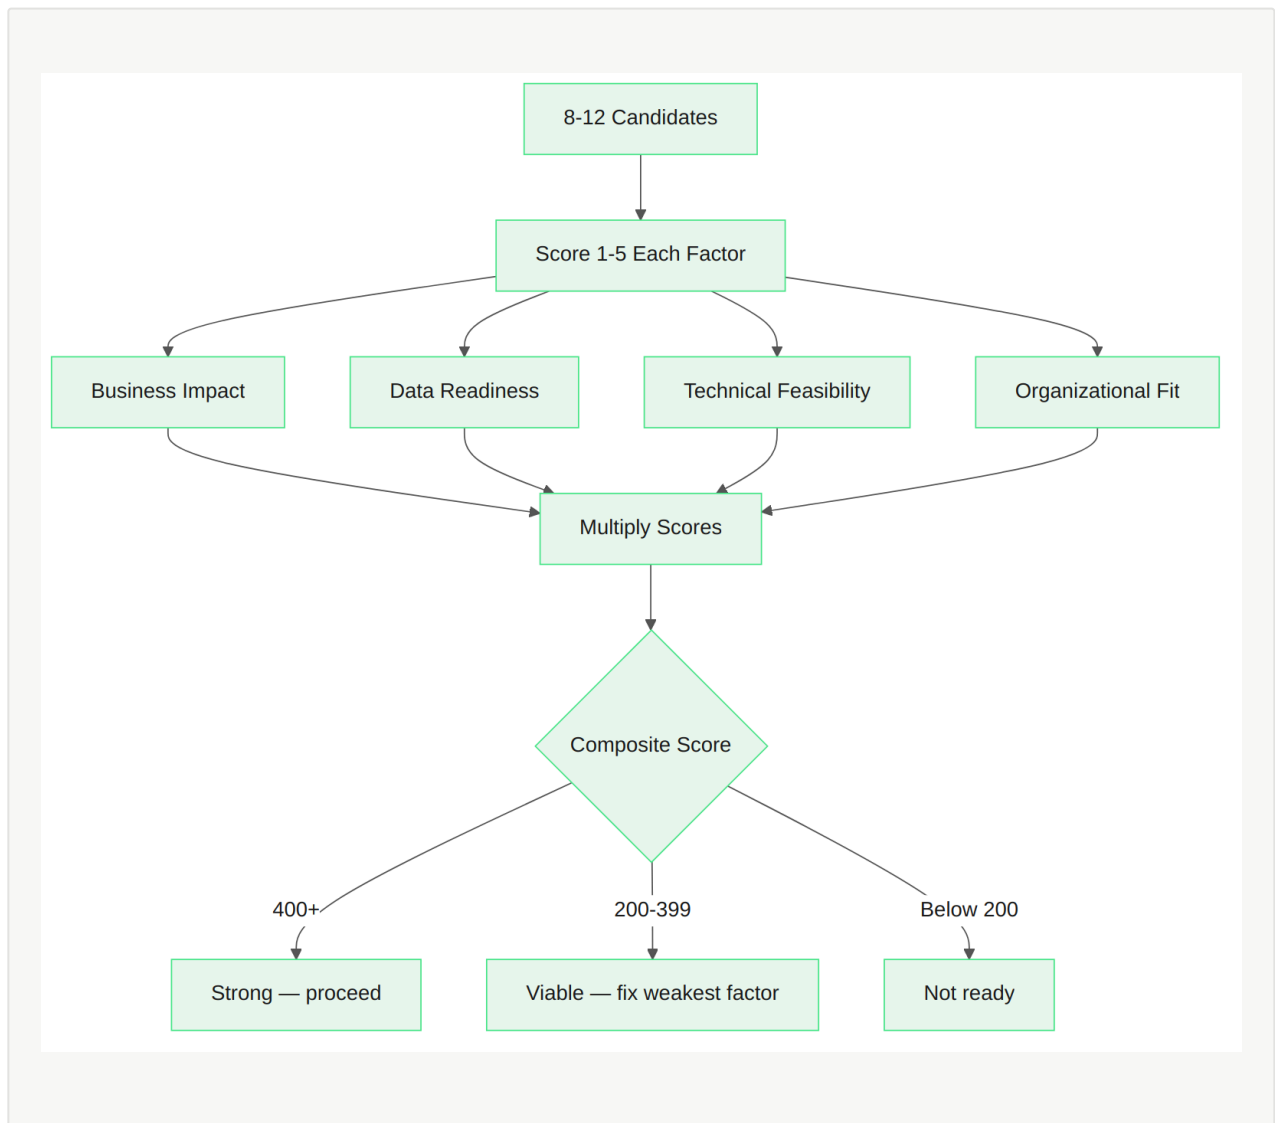 8-12 Candidates
Score 1-5 Each Factor
Business Impact
Data Readiness
Technical Feasibility
Organizational Fit
Multiply Scores
Composite Score
400+
200-399
Below 200
Strong — proceed
Viable — fix weakest factor
Not ready